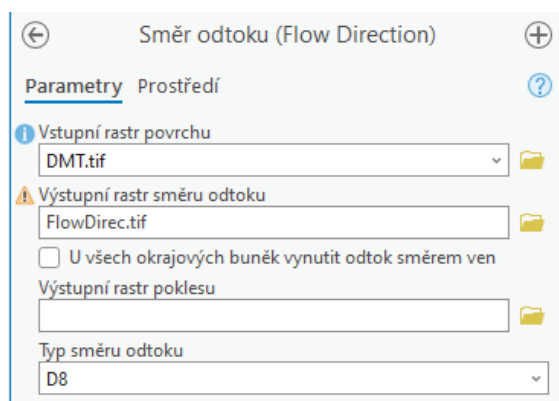 Směr odtoku (Flow Direction)
Parametry Prostředí
Vstupní rastr povrchu
DMT.tif
Výstupní rastr směru odtoku
FlowDirec.tif
U všech okrajových buněk vynutit odtok směrem ven
Výstupní rastr poklesu
Typ směru odtoku
D8